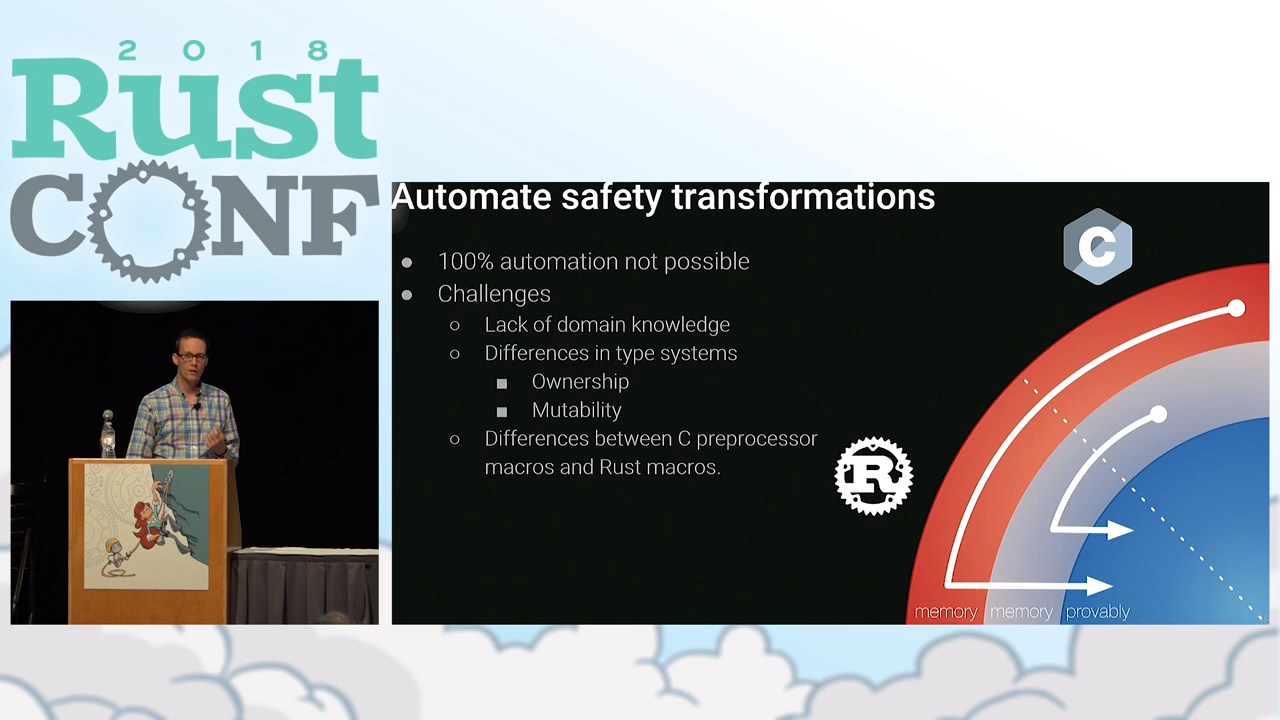 2018
Rust
CONF
Automate safety transformations
● 100% automation not possible
● Challenges
○ Lack of domain knowledge
○ Differences in type systems
■ Ownership
■ Mutability
○ Differences between C preprocessor
macros and Rust macros.
C
R
memory memory provably